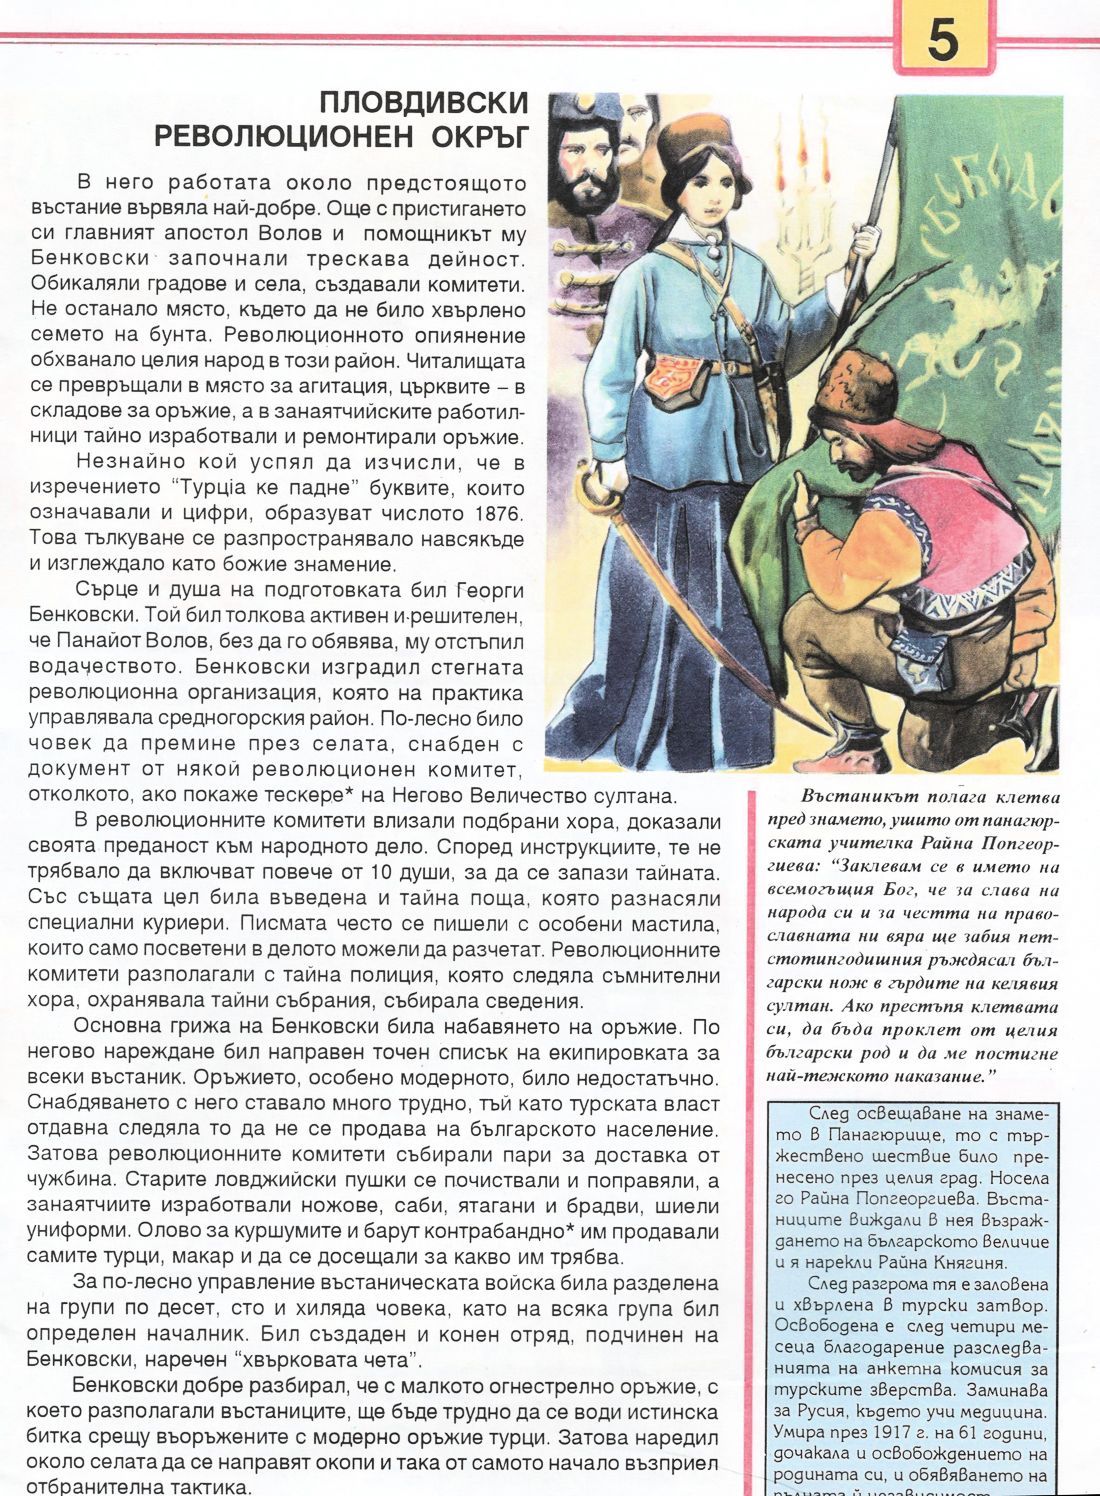 5
ПЛОВДИВСКИ
РЕВОЛЮЦИОНЕН ОКРЪГ
В него работата около предстоящото
въстание вървяла най-добре. Още с пристигането
си главният апостол Волов и помощникът му
Бенковски започнали трескава дейност.
Обикаляли градове и села, създавали комитети.
Не останало място, където да не било хвърлено
семето на бунта. Революционното опиянение
обхванало целия народ в този район. Читалищата
се превръщали в място за агитация, църквите – в
складове за оръжие, а в занаятчийските работил-
ници тайно изработвали и ремонтирали оръжие.
Незнайно кой успял да изчисли, че в
изречението “Турціа ке падне” буквите, които
означавали и цифри, образуват числото 1876.
Това тълкуване се разпространявало навсякъде
и изглеждало като божие знамение.
Сърце и душа на подготовката бил Георги
Бенковски. Той бил толкова активен и решителен,
че Панайот Волов, без да го обявява, му отстъпил
водачеството. Бенковски изградил стегната
революционна организация, която на практика
управлявала средногорския район. По-лесно било
човек да премине през селата, снабден с
документ от някой революционен комитет,
отколкото, ако покаже тескере* на Негово Величество султана.
В революционните комитети влизали подбрани хора, доказали
своята преданост към народното дело. Според инструкциите, те не
трябвало да включват повече от 10 души, за да се запази тайната.
Със същата цел била въведена и тайна поща, която разнасяли
специални куриери. Писмата често се пишели с особени мастила,
които само посветени в делото можели да разчетат. Революционните
комитети разполагали с тайна полиция, която следяла съмнителни
хора, охранявала тайни събрания, събирала сведения.
Основна грижа на Бенковски била набавянето на оръжие. По
негово нареждане бил направен точен списък на екипировката за
всеки въстаник. Оръжието, особено модерното, било недостатъчно.
Снабдяването с него ставало много трудно, тъй като турската власт
отдавна следяла то да не се продава на българското население.
Затова революционните комитети събирали пари за доставка от
чужбина. Старите ловджийски пушки се почиствали и поправяли, а
занаятчиите изработвали ножове, саби, ятагани и брадви, шиели
униформи. Олово за куршумите и барут контрабандно* им продавали
самите турци, макар и да се досещали за какво им трябва.
За по-лесно управление въстаническата войска била разделена
на групи по десет, сто и хиляда човека, като на всяка група бил
определен началник. Бил създаден и конен отряд, подчинен на
Бенковски, наречен “хвърковата чета”.
Бенковски добре разбирал, че с малкото огнестрелно оръжие, с
което разполагали въстаниците, ще бъде трудно да се води истинска
битка срещу въоръжените с модерно оръжие турци. Затова наредил
около селата да се направят окопи и така от самото начало възприел
отбранителна тактика.
СВОБОДА
Въстаникът полага клетва
пред знамето, ушито от панагюр-
ската учителка Райна Попгеор-
гиева: “Заклевам се в името на
всемогъщия Бог, че за слава на
народа си и за честта на право-
славната ни вяра ще забия пет-
стотингодишния ръждясал бъл-
гарски нож в гърдите на келявия
султан. Ако престъпя клетвата
си, да бъда проклет от целия
български род и да ме постигне
най-тежкото наказание.”
След освещаване на знаме-
то в Панагюрище, то с тър-
жествено шествие било пре-
несено през целия град. Носела
го Райна Попгеоргиева. Въста-
ниците виждали в нея възраж-
дането на българското величие
и я нарекли Райна Княгиня.
След разгрома тя е заловена
и хвърлена в турски затвор.
Освободена е след четири ме-
сеца благодарение разследва-
нията на анкетна комисия за
турските зверства. Заминава
за Русия, където учи медицина.
Умира през 1917 г. на 61 години,
дочакала и освобождението на
родината си, и обявяването на
пълната й независимост.